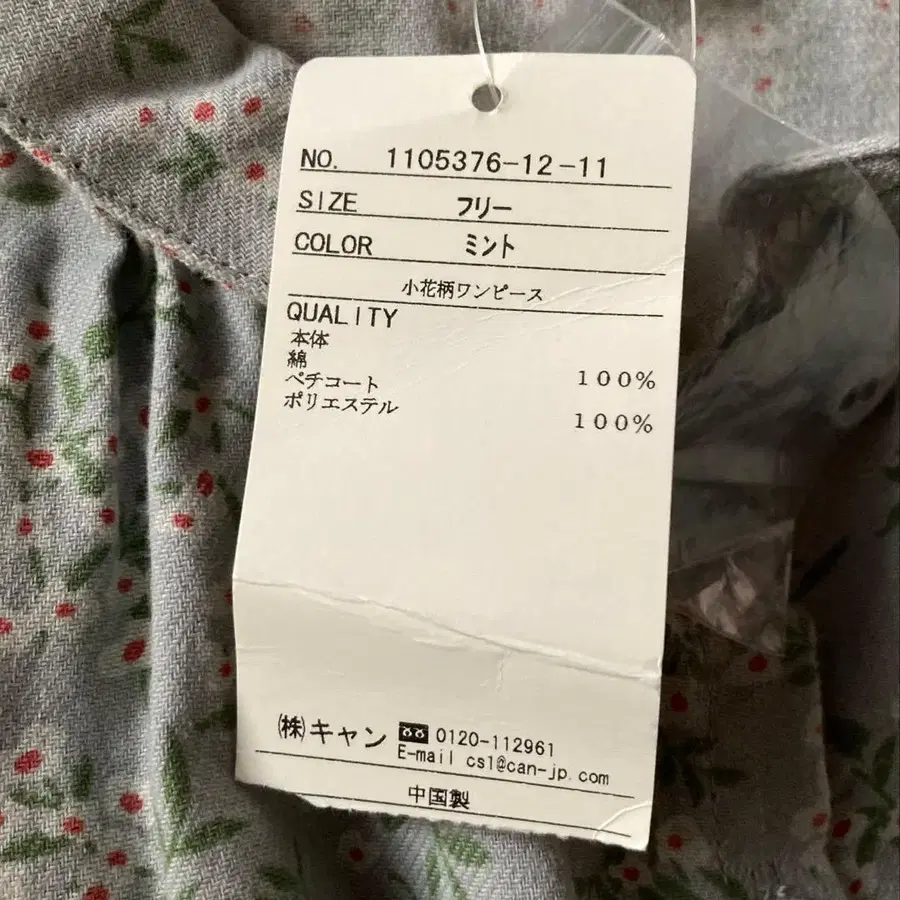 NO. 1105376-12-11
SIZE フリー
COLOR ミント
小花柄ワンピース
QUALITY
本体
綿 100%
ペチコート
ポリエステル 100%
㈱キャン 0120-112961
E-mail cs1@can-jp.com
中国製